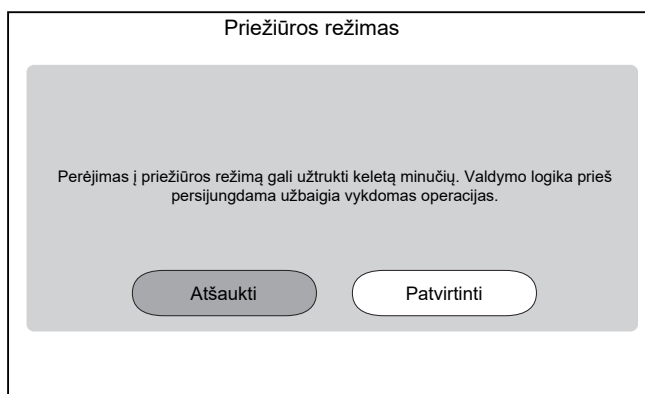 Priežiūros režimas
Perėjimas į priežiūros režimą gali užtrukti keletą minučių. Valdymo logika prieš
persijungdama užbaigia vykdomas operacijas.
Atšaukti
Patvirtinti